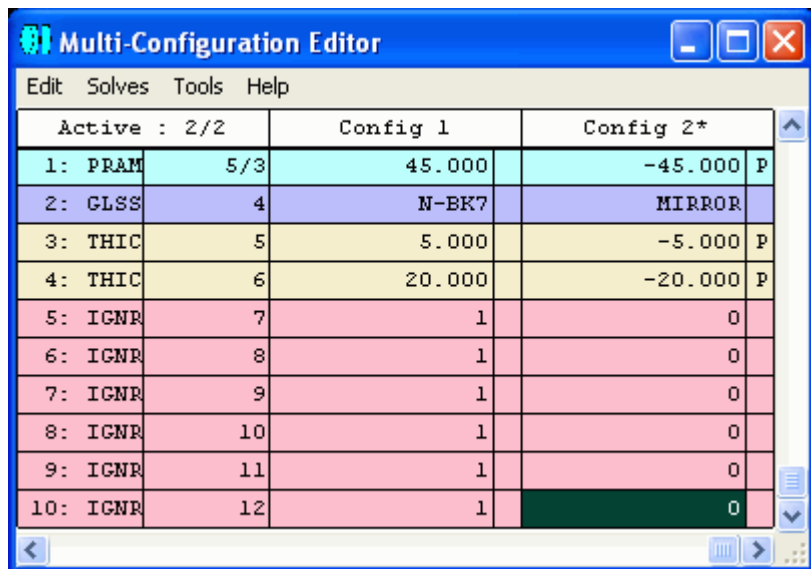 Multi-Configuration Editor
Edit Solves Tools Help
Active : 2/2 Config 1 Config 2*
1: PRAM 5/3 45.000 -45.000 P
2: GLSS 4 N-BK7 MIRROR
3: THIC 5 5.000 -5.000 P
4: THIC 6 20.000 -20.000 P
5: IGNR 7 1 0
6: IGNR 8 1 0
7: IGNR 9 1 0
8: IGNR 10 1 0
9: IGNR 11 1 0
10: IGNR 12 1 0